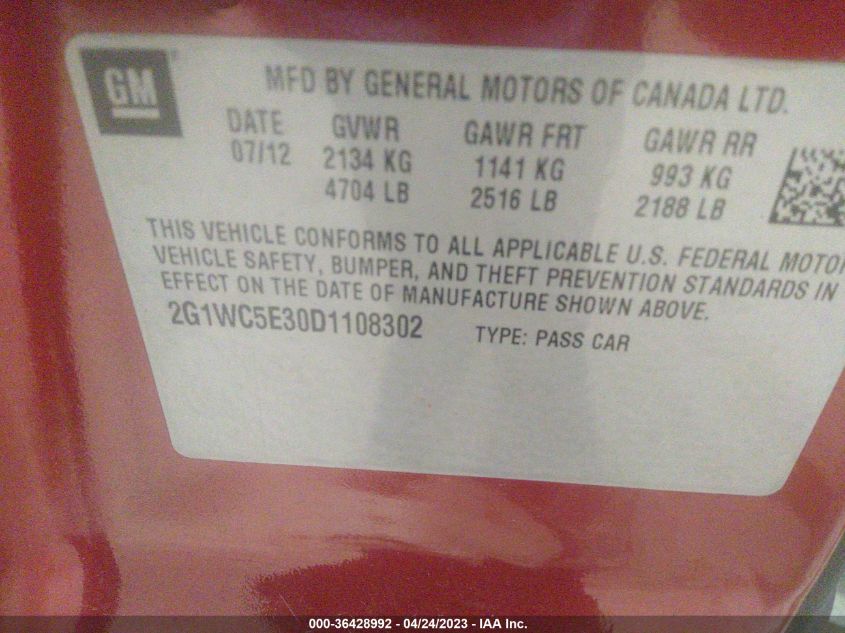 GM
MFD BY GENERAL MOTORS OF CANADA LTD.
DATE GVWR GAWR FRT GAWR RR
07/12 2134 KG 1141 KG 993 KG
4704 LB 2516 LB 2188 LB
THIS VEHICLE CONFORMS TO ALL APPLICABLE U.S. FEDERAL MOTOR
VEHICLE SAFETY, BUMPER, AND THEFT PREVENTION STANDARDS IN
EFFECT ON THE DATE OF MANUFACTURE SHOWN ABOVE.
2G1WC5E30D1108302 TYPE: PASS CAR
000-36428992 - 04/24/2023 - IAA Inc.